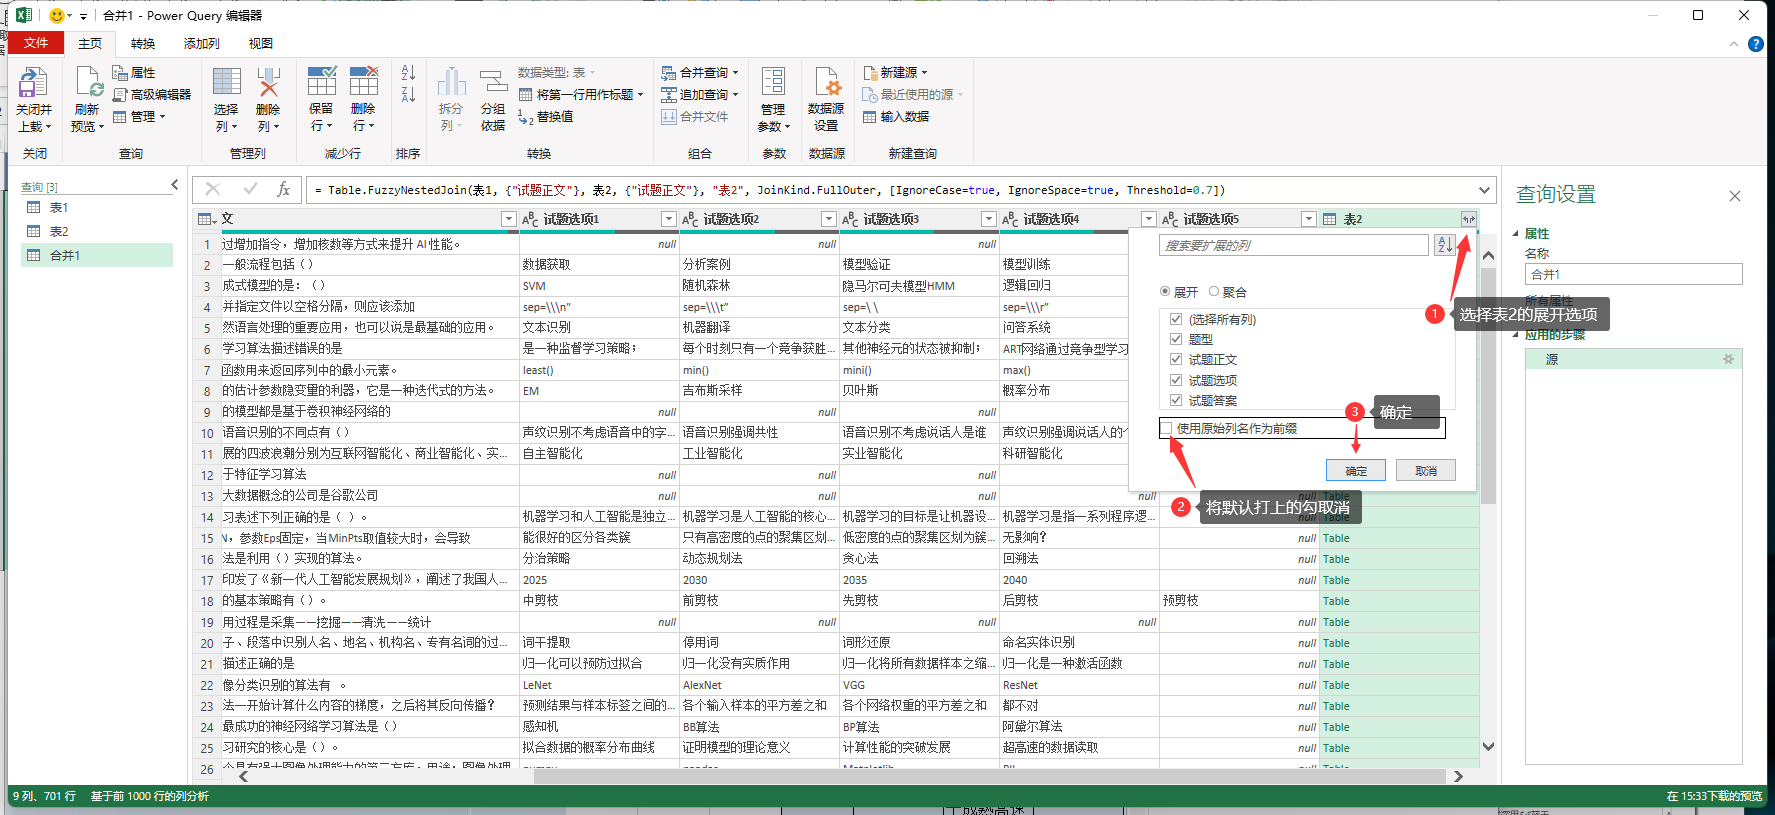 合并1 - Power Query 编辑器
文件 主页 转换 添加列 视图
关闭并上载
关闭
刷新预览
属性
高级编辑器
管理
查询
选择列
删除列
管理列
保留行
删除行
减少行
排序
拆分列
分组依据
数据类型: 表
将第一行用作标题
替换值
转换
合并查询
追加查询
合并文件
组合
管理参数
参数
数据源设置
数据源
新建源
最近使用的源
输入数据
新建查询
查询 [3]
表1
表2
合并1
= Table.FuzzyNestedJoin(表1, {"试题正文"}, 表2, {"试题正文"}, "表2", JoinKind.FullOuter, [IgnoreCase=true, IgnoreSpace=true, Threshold=0.7])
文 试题选项1 试题选项2 试题选项3 试题选项4 试题选项5 表2
1 过增加指令，增加核数等方式来提升 AI 性能。 null null null
2 一般流程包括（） 数据获取 分析案例 模型验证 模型训练
3 成式模型的是：（） SVM 随机森林 隐马尔可夫模型HMM 逻辑回归
4 并指定文件以空格分隔，则应该添加 sep=\\\n” sep=\\\t” sep=\ \ sep=\\\r”
5 然语言处理的重要应用，也可以说是最基础的应用。 文本识别 机器翻译 文本分类 问答系统
6 学习算法描述错误的是 是一种监督学习策略； 每个时刻只有一个竞争获胜... 其他神经元的状态被抑制； ART网络通过竞争型学习
7 函数用来返回序列中的最小元素。 least() min() mini() max()
8 的估计参数隐变量的利器，它是一种迭代式的方法。 EM 吉布斯采样 贝叶斯 概率分布
9 的模型都是基于卷积神经网络的 null null null
10 语音识别的不同点有（） 声纹识别不考虑语音中的字... 语音识别强调共性 语音识别不考虑说话人是谁 声纹识别强调说话人的个
11 展的四波浪潮分别为互联网智能化、商业智能化、实... 自主智能化 工业智能化 实业智能化 科研智能化
12 于特征学习算法 null null null
13 大数据概念的公司是谷歌公司 null null null
14 习表述下列正确的是（ ）。 机器学习和人工智能是独立... 机器学习是人工智能的核心... 机器学习的目标是让机器设... 机器学习是指一系列程序逻...
15 N，参数Eps固定，当MinPts取值较大时，会导致 能很好的区分各类簇 只有高密度的点的聚集区划... 低密度的点的聚集区划为簇... 无影响? null Table
16 法是利用（）实现的算法。 分治策略 动态规划法 贪心法 回溯法 null Table
17 印发了《新一代人工智能发展规划》，阐述了我国人... 2025 2030 2035 2040 null Table
18 的基本策略有（）。 中剪枝 前剪枝 先剪枝 后剪枝 预剪枝 Table
19 用过程是采集——挖掘——清洗——统计 null null null null null Table
20 子、段落中识别人名、地名、机构名、专有名词的过... 词干提取 停用词 词形还原 命名实体识别 null Table
21 描述正确的是 归一化可以预防过拟合 归一化没有实质作用 归一化将所有数据样本之缩... 归一化是一种激活函数 null Table
22 像分类识别的算法有 。 LeNet AlexNet VGG ResNet null Table
23 法一开始计算什么内容的梯度，之后将其反向传播? 预测结果与样本标签之间的... 各个输入样本的平方差之和 各个网络权重的平方差之和 都不对 null Table
24 最成功的神经网络学习算法是（） 感知机 BB算法 BP算法 阿黛尔算法 null Table
25 习研究的核心是（）。 拟合数据的概率分布曲线 证明模型的理论意义 计算性能的突破发展 超高速的数据读取 null Table
26
搜索要扩展的列
展开 聚合
(选择所有列)
题型
试题正文
试题选项
试题答案
使用原始列名作为前缀
确定 取消
1 选择表2的展开选项
2 将默认打上的勾取消
3 确定
查询设置
属性
名称
合并1
所有属性
应用的步骤
源
9 列、701 行 基于前 1000 行的列分析
在 15:33下载的预览